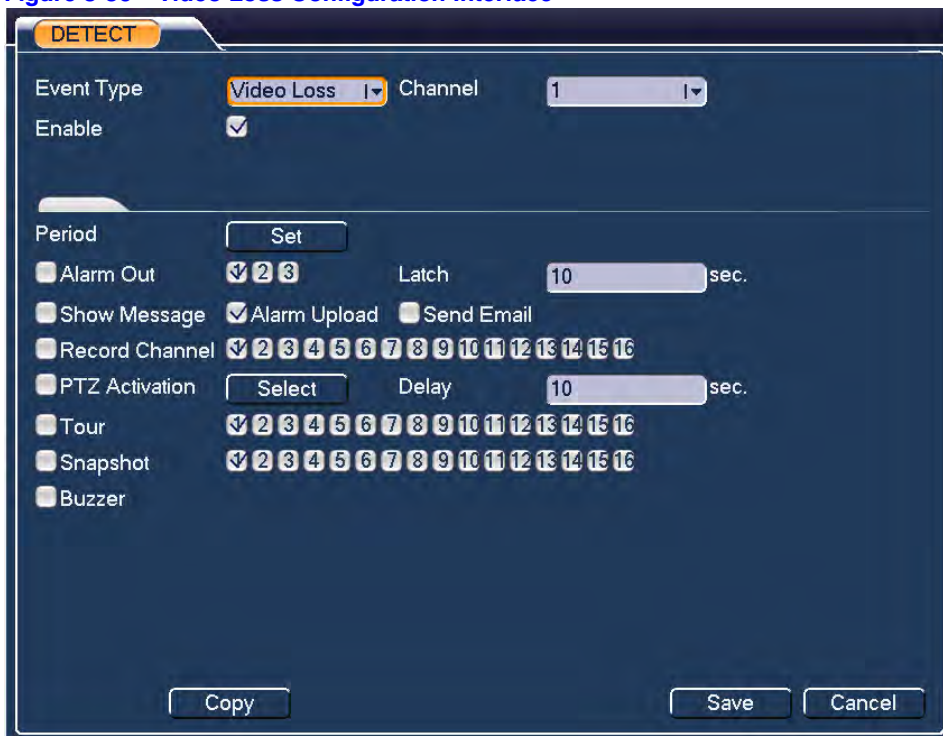 DETECT
Event Type Video Loss Channel 1
Enable
Period Set
Alarm Out 1 2 3 Latch 10 sec.
Show Message Alarm Upload Send Email
Record Channel 1 2 3 4 5 6 7 8 9 10 11 12 13 14 15 16
PTZ Activation Select Delay 10 sec.
Tour 1 2 3 4 5 6 7 8 9 10 11 12 13 14 15 16
Snapshot 1 2 3 4 5 6 7 8 9 10 11 12 13 14 15 16
Buzzer
Copy Save Cancel